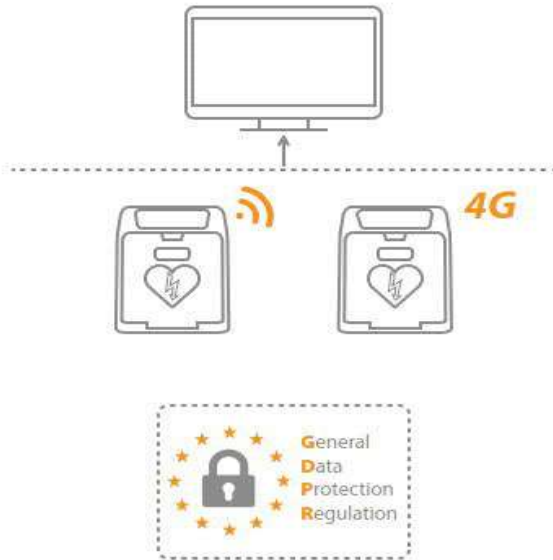 4G
General
Data
Protection
Regulation